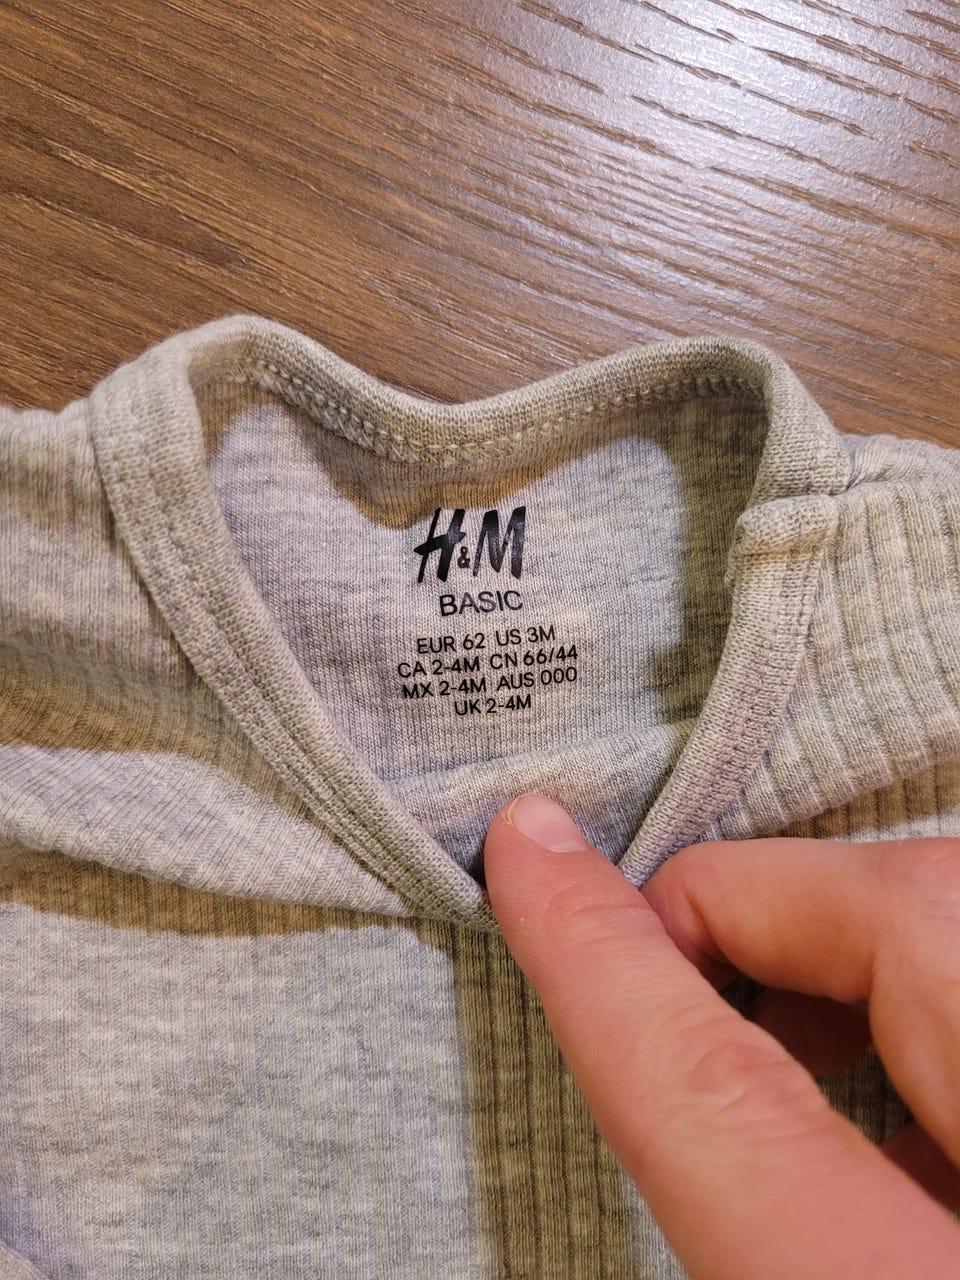 H&M
BASIC
EUR 62 US 3M
CA 2-4M CN 66/44
MX 2-4M AUS 000
UK 2-4M